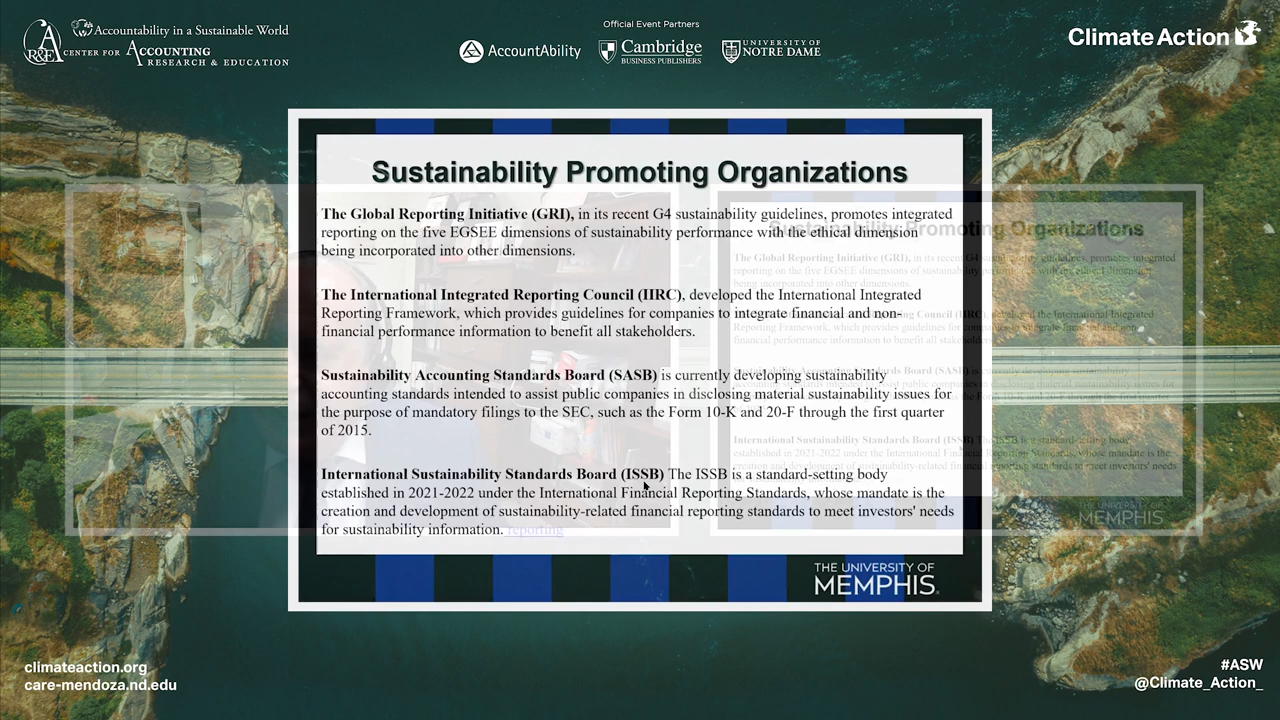 Accountability in a Sustainable World
CENTER FOR ACCOUNTING
RESEARCH & EDUCATION
Official Event Partners
AccountAbility
Cambridge
BUSINESS PUBLISHERS
UNIVERSITY OF
NOTRE DAME
Climate Action
Sustainability Promoting Organizations
The Global Reporting Initiative (GRI), in its recent G4 sustainability guidelines, promotes integrated
reporting on the five EGSEE dimensions of sustainability performance with the ethical dimension
being incorporated into other dimensions.
The International Integrated Reporting Council (IIRC), developed the International Integrated
Reporting Framework, which provides guidelines for companies to integrate financial and non-
financial performance information to benefit all stakeholders.
Sustainability Accounting Standards Board (SASB) is currently developing sustainability
accounting standards intended to assist public companies in disclosing material sustainability issues for
the purpose of mandatory filings to the SEC, such as the Form 10-K and 20-F through the first quarter
of 2015.
International Sustainability Standards Board (ISSB) The ISSB is a standard-setting body
established in 2021-2022 under the International Financial Reporting Standards, whose mandate is the
creation and development of sustainability-related financial reporting standards to meet investors' needs
for sustainability information. reporting
THE UNIVERSITY OF
MEMPHIS.
climateaction.org
care-mendoza.nd.edu
#ASW
@Climate_Action_